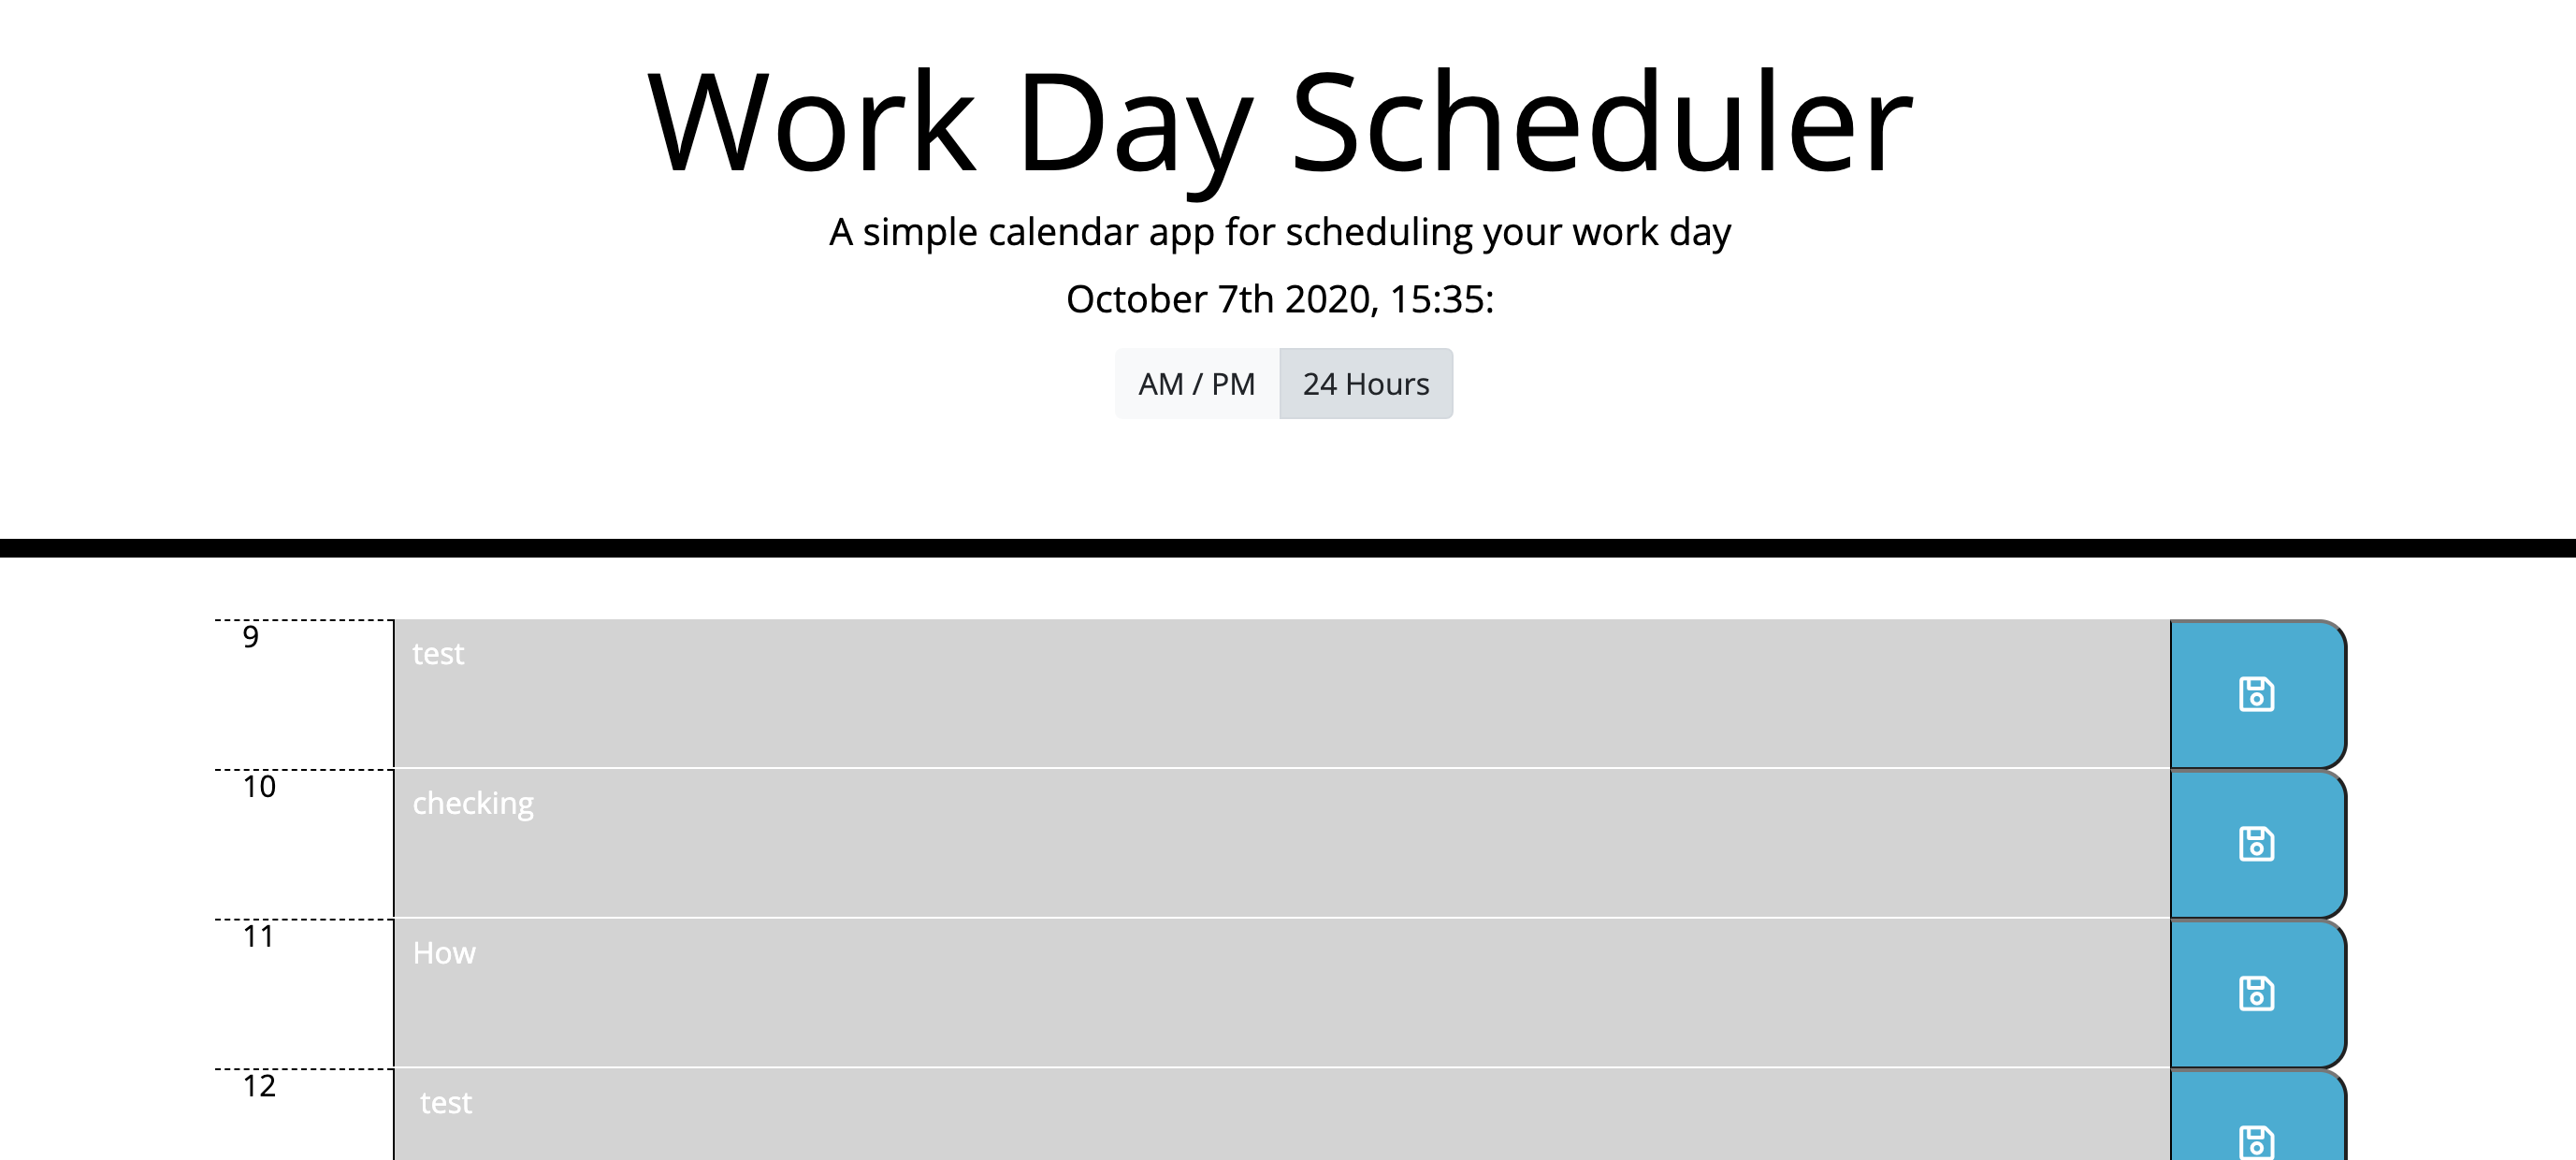 Work Day Scheduler
A simple calendar app for scheduling your work day
October 7th 2020, 15:35:
AM / PM 24 Hours
9 test
10 checking
11 How
12 test